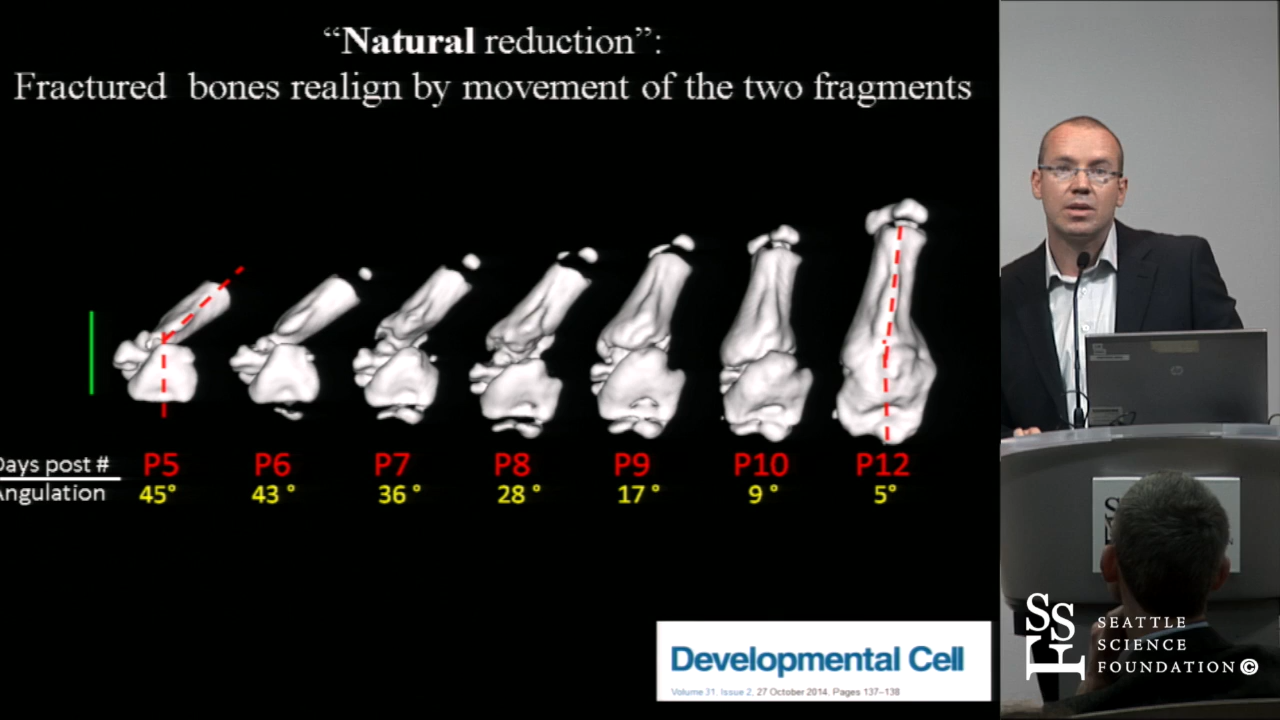 “Natural reduction”:
Fractured bones realign by movement of the two fragments
Days post # P5 P6 P7 P8 P9 P10 P12
Angulation 45° 43 ° 36 ° 28 ° 17 ° 9 ° 5°
Developmental Cell
Volume 31, Issue 2, 27 October 2014, Pages 137–138
hp
SSF
SEATTLE
SCIENCE
FOUNDATION©